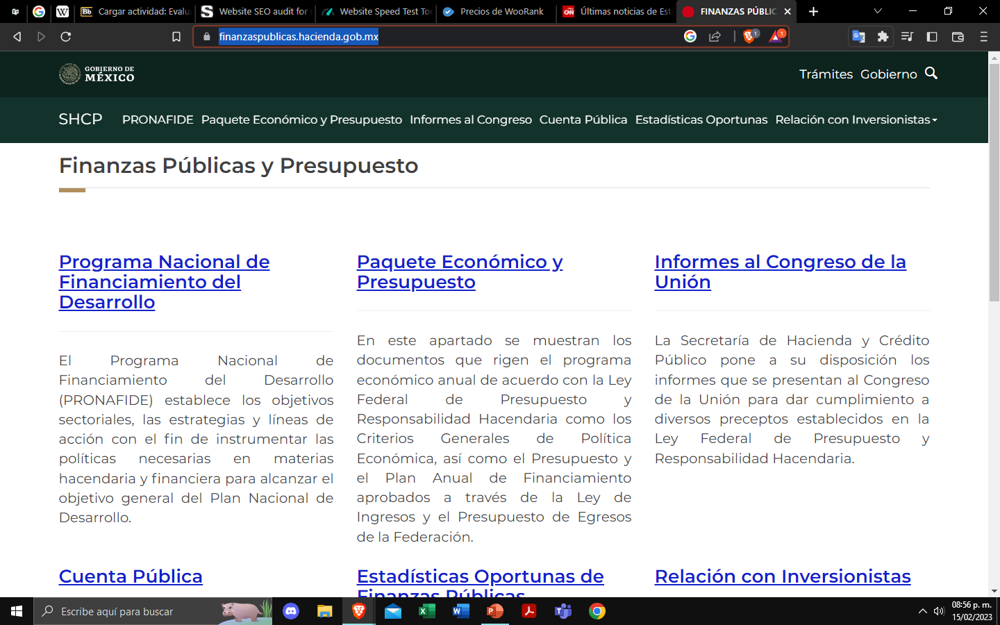 Cargar actividad: Evalu
Website SEO audit for
Website Speed Test Too
Precios de WooRank
Últimas noticias de Est
FINANZAS PÚBLIC
finanzaspublicas.hacienda.gob.mx
GOBIERNO DE
MÉXICO
Trámites Gobierno
SHCP PRONAFIDE Paquete Económico y Presupuesto Informes al Congreso Cuenta Pública Estadísticas Oportunas Relación con Inversionistas
Finanzas Públicas y Presupuesto
Programa Nacional de
Financiamiento del
Desarrollo
El Programa Nacional de
Financiamiento del Desarrollo
(PRONAFIDE) establece los objetivos
sectoriales, las estrategias y líneas de
acción con el fin de instrumentar las
políticas necesarias en materias
hacendaria y financiera para alcanzar el
objetivo general del Plan Nacional de
Desarrollo.
Paquete Económico y
Presupuesto
En este apartado se muestran los
documentos que rigen el programa
económico anual de acuerdo con la Ley
Federal de Presupuesto y
Responsabilidad Hacendaria como los
Criterios Generales de Política
Económica, así como el Presupuesto y
el Plan Anual de Financiamiento
aprobados a través de la Ley de
Ingresos y el Presupuesto de Egresos
de la Federación.
Informes al Congreso de la
Unión
La Secretaría de Hacienda y Crédito
Público pone a su disposición los
informes que se presentan al Congreso
de la Unión para dar cumplimiento a
diversos preceptos establecidos en la
Ley Federal de Presupuesto y
Responsabilidad Hacendaria.
Cuenta Pública
Estadísticas Oportunas de
Finanzas Públicas
Relación con Inversionistas
Escribe aquí para buscar
08:56 p. m.
15/02/2023